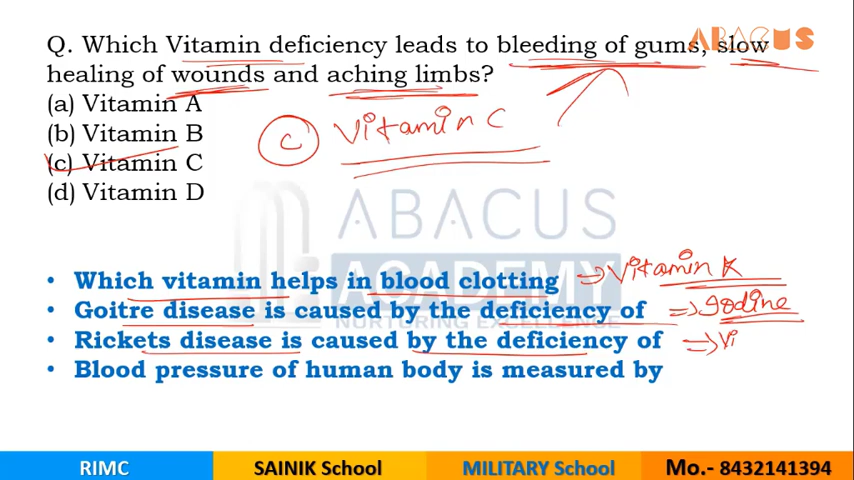 ABACUS
Q. Which Vitamin deficiency leads to bleeding of gums, slow
healing of wounds and aching limbs?
(a) Vitamin A
(b) Vitamin B
(c) Vitamin C
(d) Vitamin D
C Vitamin C
ABACUS
ACADEMY
NURTURING EXCELLENCE
• Which vitamin helps in blood clotting ⇒ Vitamin K
• Goitre disease is caused by the deficiency of ⇒ Iodine
• Rickets disease is caused by the deficiency of ⇒ Vi
• Blood pressure of human body is measured by
RIMC SAINIK School MILITARY School Mo.- 8432141394